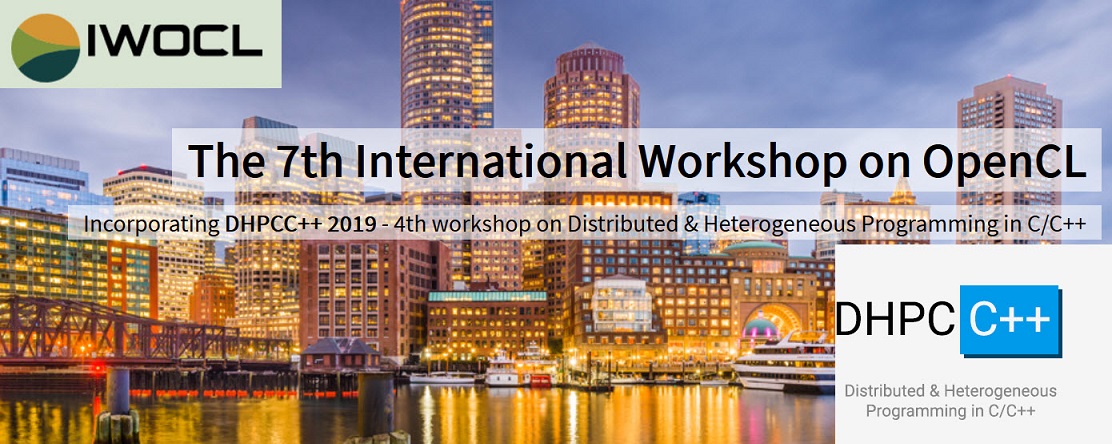 IWOCL
The 7th International Workshop on OpenCL
Incorporating DHPCC++ 2019 - 4th workshop on Distributed & Heterogeneous Programming in C/C++
DHPC C++
Distributed & Heterogeneous
Programming in C/C++